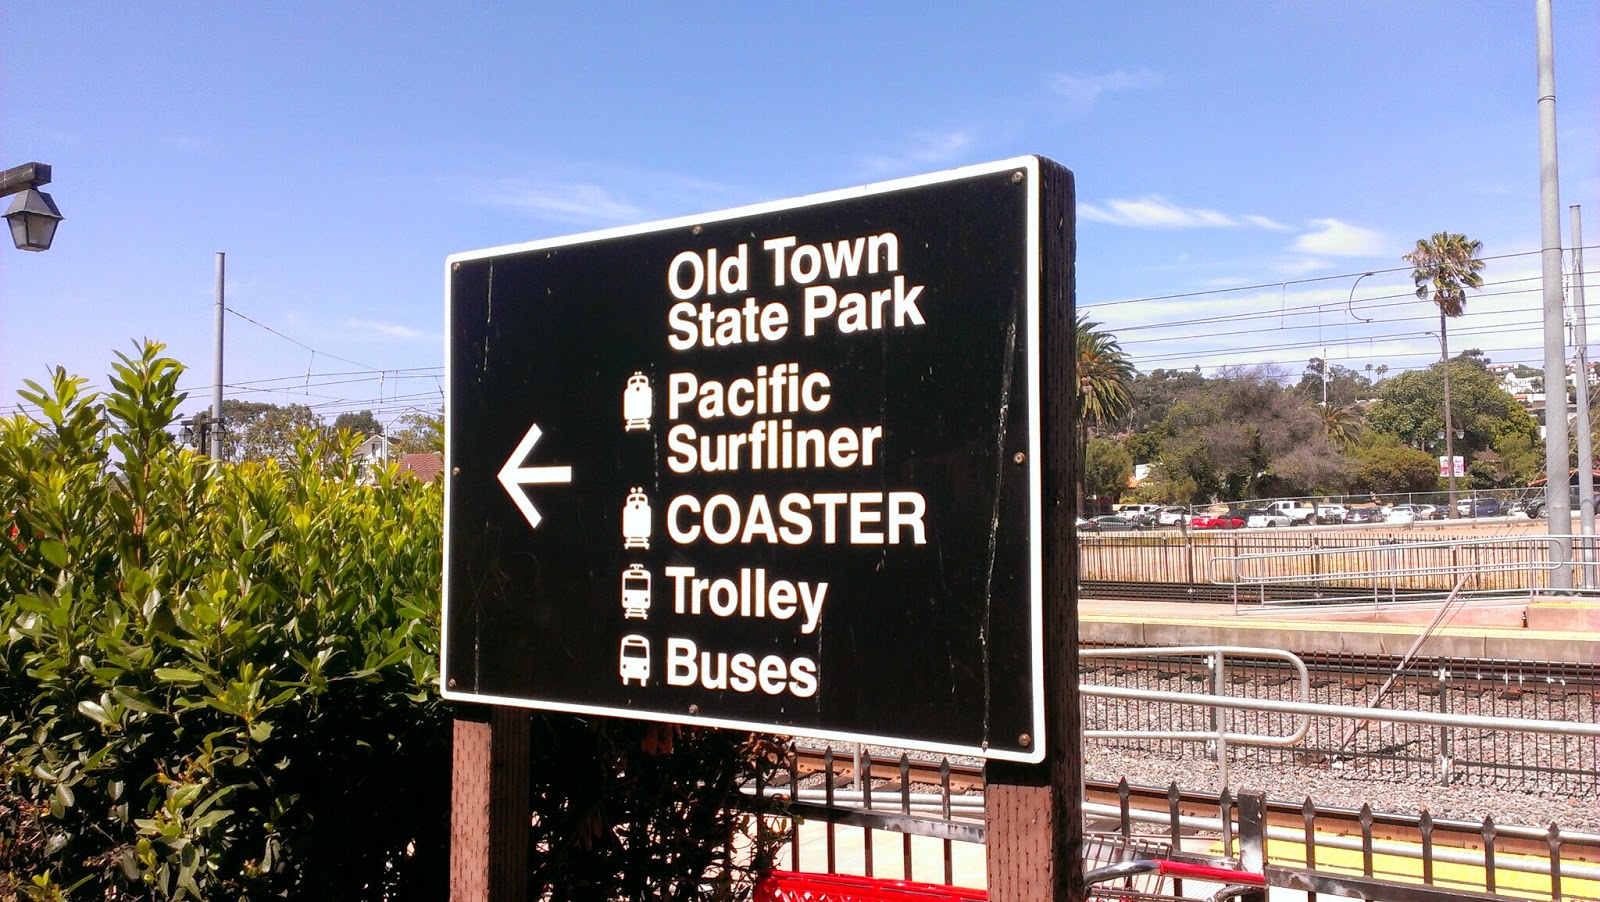 Old Town
State Park
Pacific
Surfliner
COASTER
Trolley
Buses